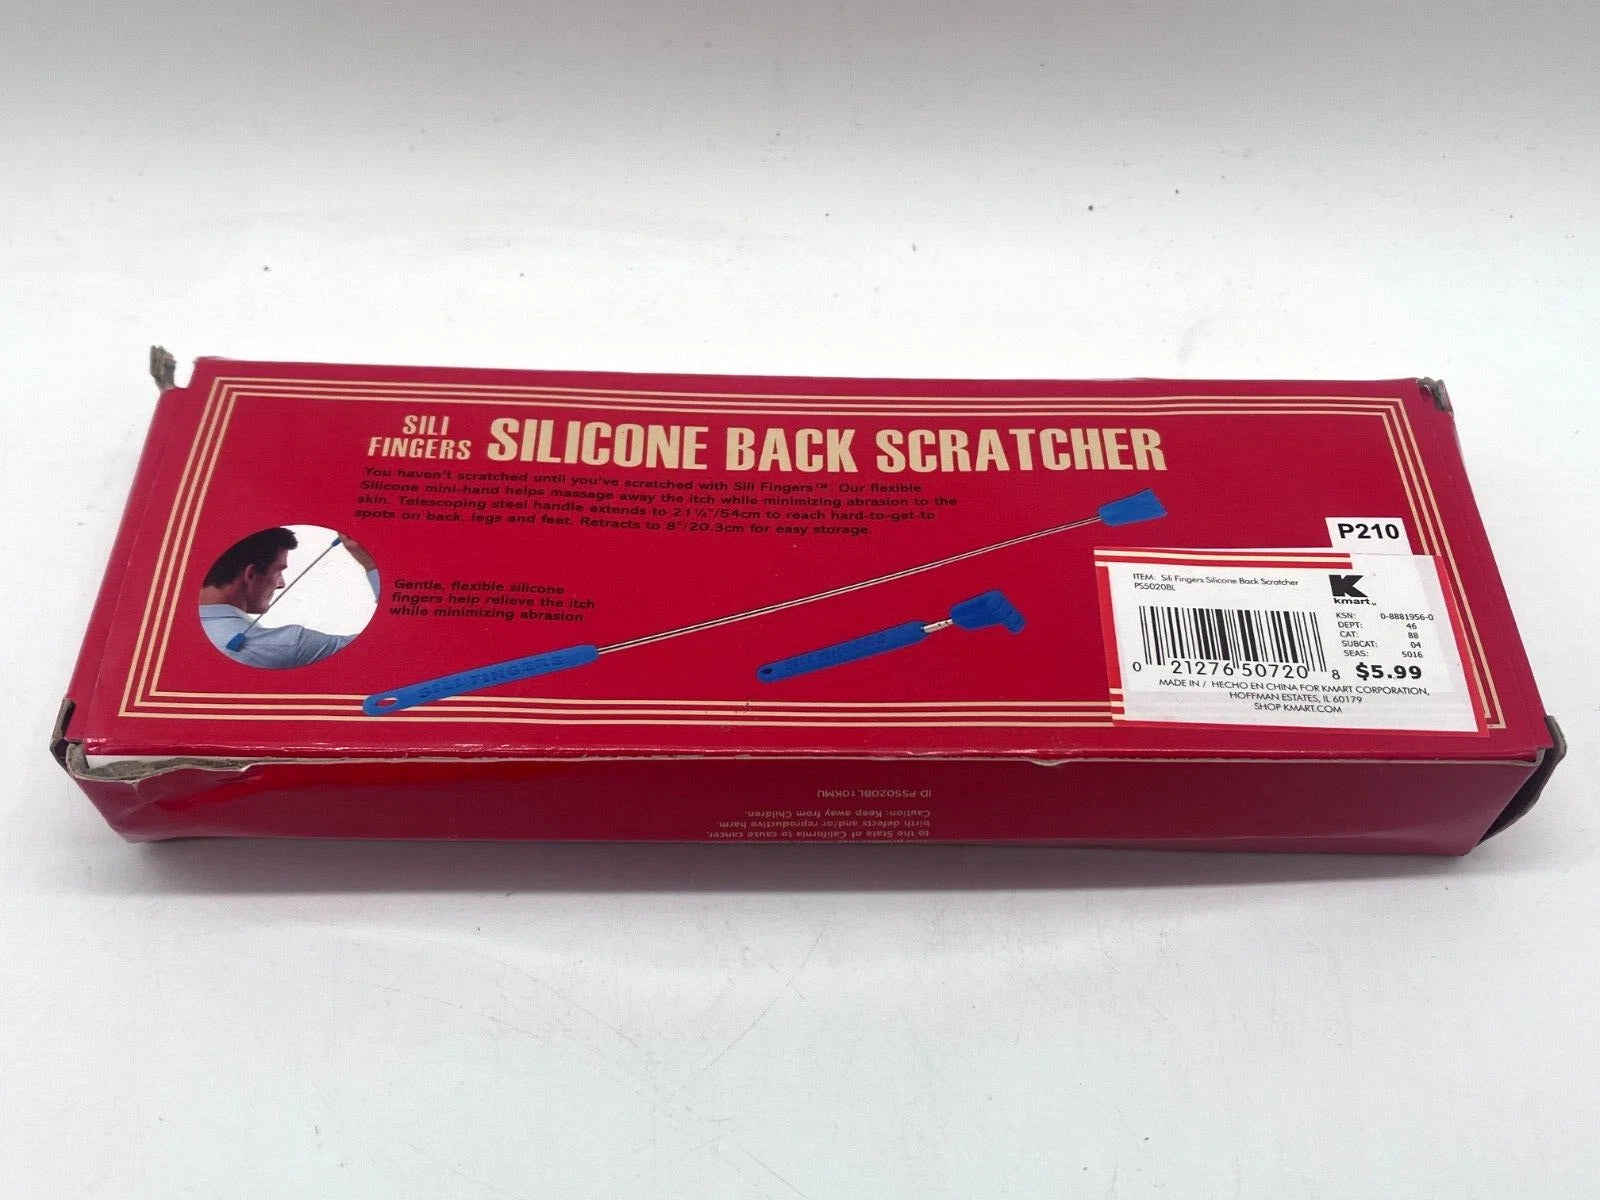 SILI
FINGERS
SILICONE BACK SCRATCHER
You haven't scratched until you've scratched with Sili Fingers™. Our flexible
Silicone mini-hand helps massage away the itch while minimizing abrasion to the
skin. Telescoping steel handle extends to 21 ¼"/54cm to reach hard-to-get-to
spots on back, legs and feet. Retracts to 8"/20.3cm for easy storage.
Gentle, flexible silicone
fingers help relieve the itch
while minimizing abrasion
SILI FINGERS
SILI FINGERS
P210
ITEM: Sili Fingers Silicone Back Scratcher
PS5020BL
K
kmart
KSN: 0-8881956-0
DEPT: 46
CAT: 88
SUBCAT: 04
SEAS: 5016
$5.99
0 21276 50720 8
MADE IN / HECHO EN CHINA FOR KMART CORPORATION,
HOFFMAN ESTATES, IL 60179
SHOP KMART.COM
to the State of California to cause cancer,
birth defects and/or reproductive harm.
Caution: Keep away from Children.
ID PS5020BL10KMU